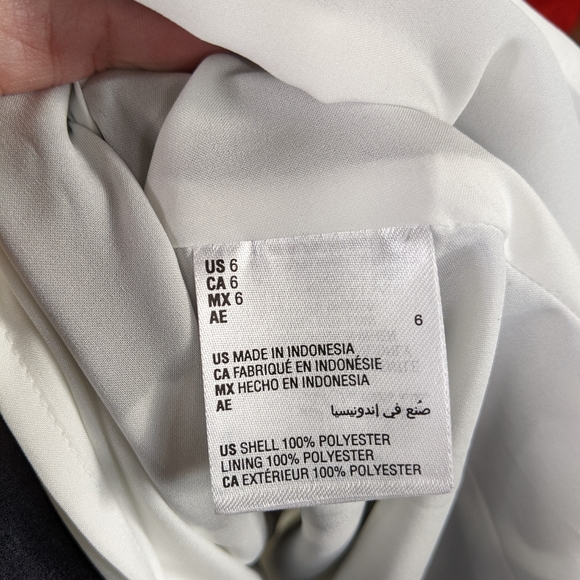 US 6
CA 6
MX 6
AE 6
US MADE IN INDONESIA
CA FABRIQUÉ EN INDONÉSIE
MX HECHO EN INDONESIA
AE
صُنع في إندونيسيا
US SHELL 100% POLYESTER
LINING 100% POLYESTER
CA EXTÉRIEUR 100% POLYESTER